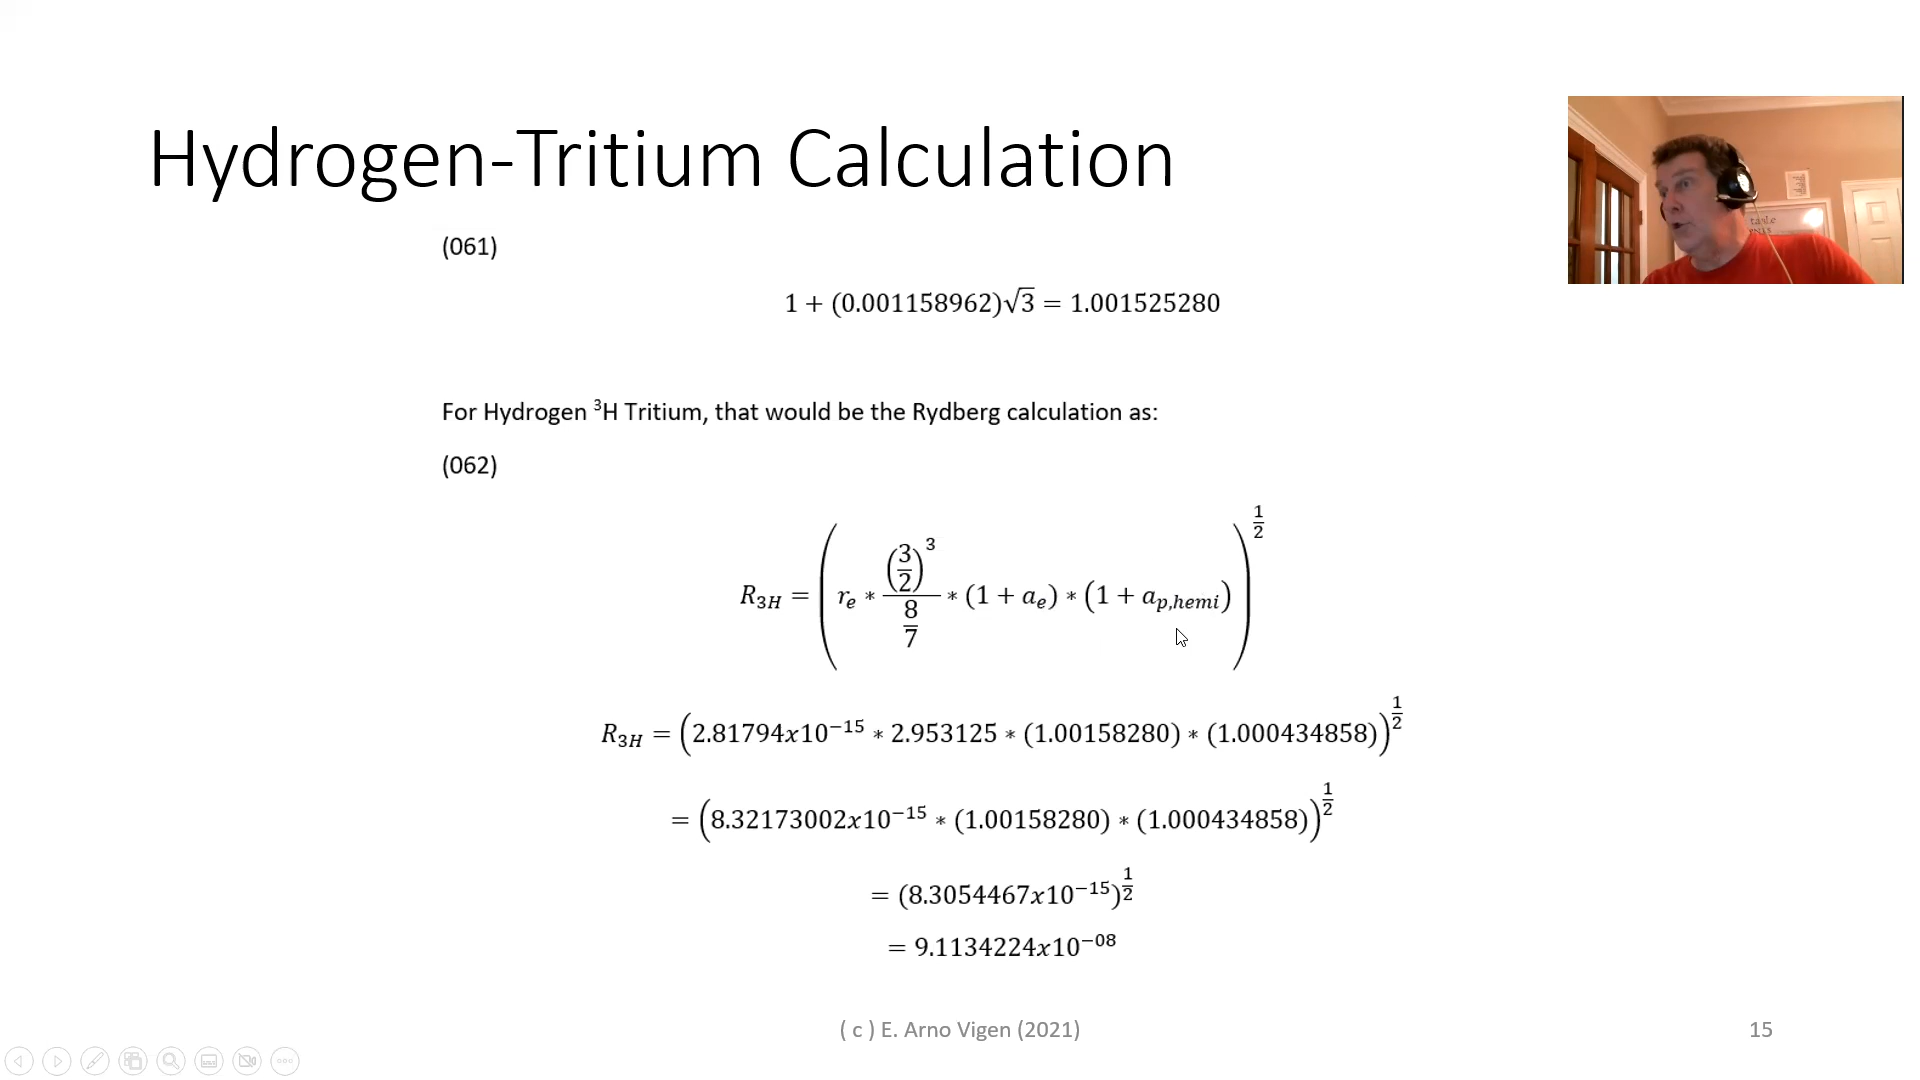 Hydrogen-Tritium Calculation
(061)
1 + (0.001158962)√3 = 1.001525280
For Hydrogen ³H Tritium, that would be the Rydberg calculation as:
(062)
R₃H = (rₑ * (3/2)³ / (8/7) * (1 + aₑ) * (1 + a_p,hemi))^(1/2)
R₃H = (2.81794x10⁻¹⁵ * 2.953125 * (1.00158280) * (1.000434858))^(1/2)
= (8.32173002x10⁻¹⁵ * (1.00158280) * (1.000434858))^(1/2)
= (8.3054467x10⁻¹⁵)^(1/2)
= 9.1134224x10⁻⁰⁸
( c ) E. Arno Vigen (2021)
15